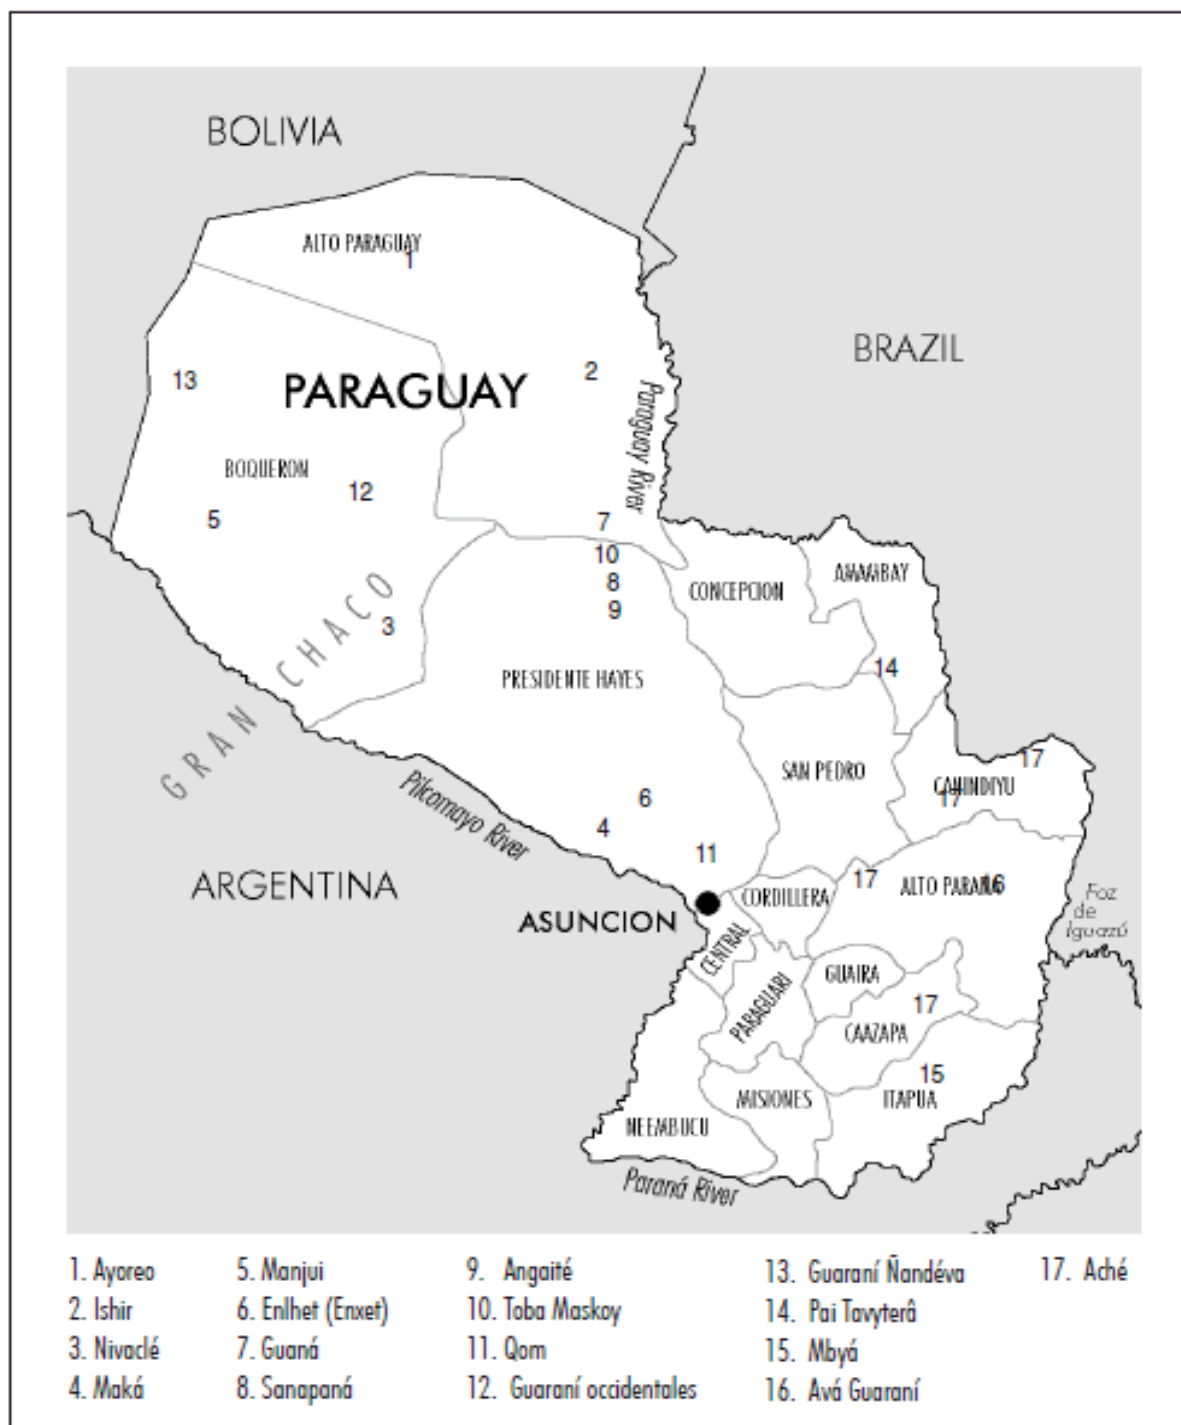 BOLIVIA
ALTO PARAGUAY
1
BRAZIL
2
13
PARAGUAY
Paraguay River
BOQUERON
12
5
7
10
AMAMBAY
8
CONCEPCION
9
3
GRAN CHACO
14
PRESIDENTE HAYES
17
SAN PEDRO
CANINDIYU
17
6
Pilcomayo River
4
11
17
ALTO PARANA
16
ARGENTINA
CORDILLERA
Foz
de
Iguazú
ASUNCION
CENTRAL
GUAIRA
PARAGUARI
17
CAAZAPA
15
MISIONES
ITAPUA
NEEMBUCU
Paraná River
1. Ayoreo
2. Ishir
3. Nivaclé
4. Maká
5. Manjui
6. Enlhet (Enxet)
7. Guaná
8. Sanapaná
9. Angaité
10. Toba Maskoy
11. Qom
12. Guaraní occidentales
13. Guaraní Ñandéva
14. Pai Tavyterâ
15. Mbyá
16. Avá Guaraní
17. Aché